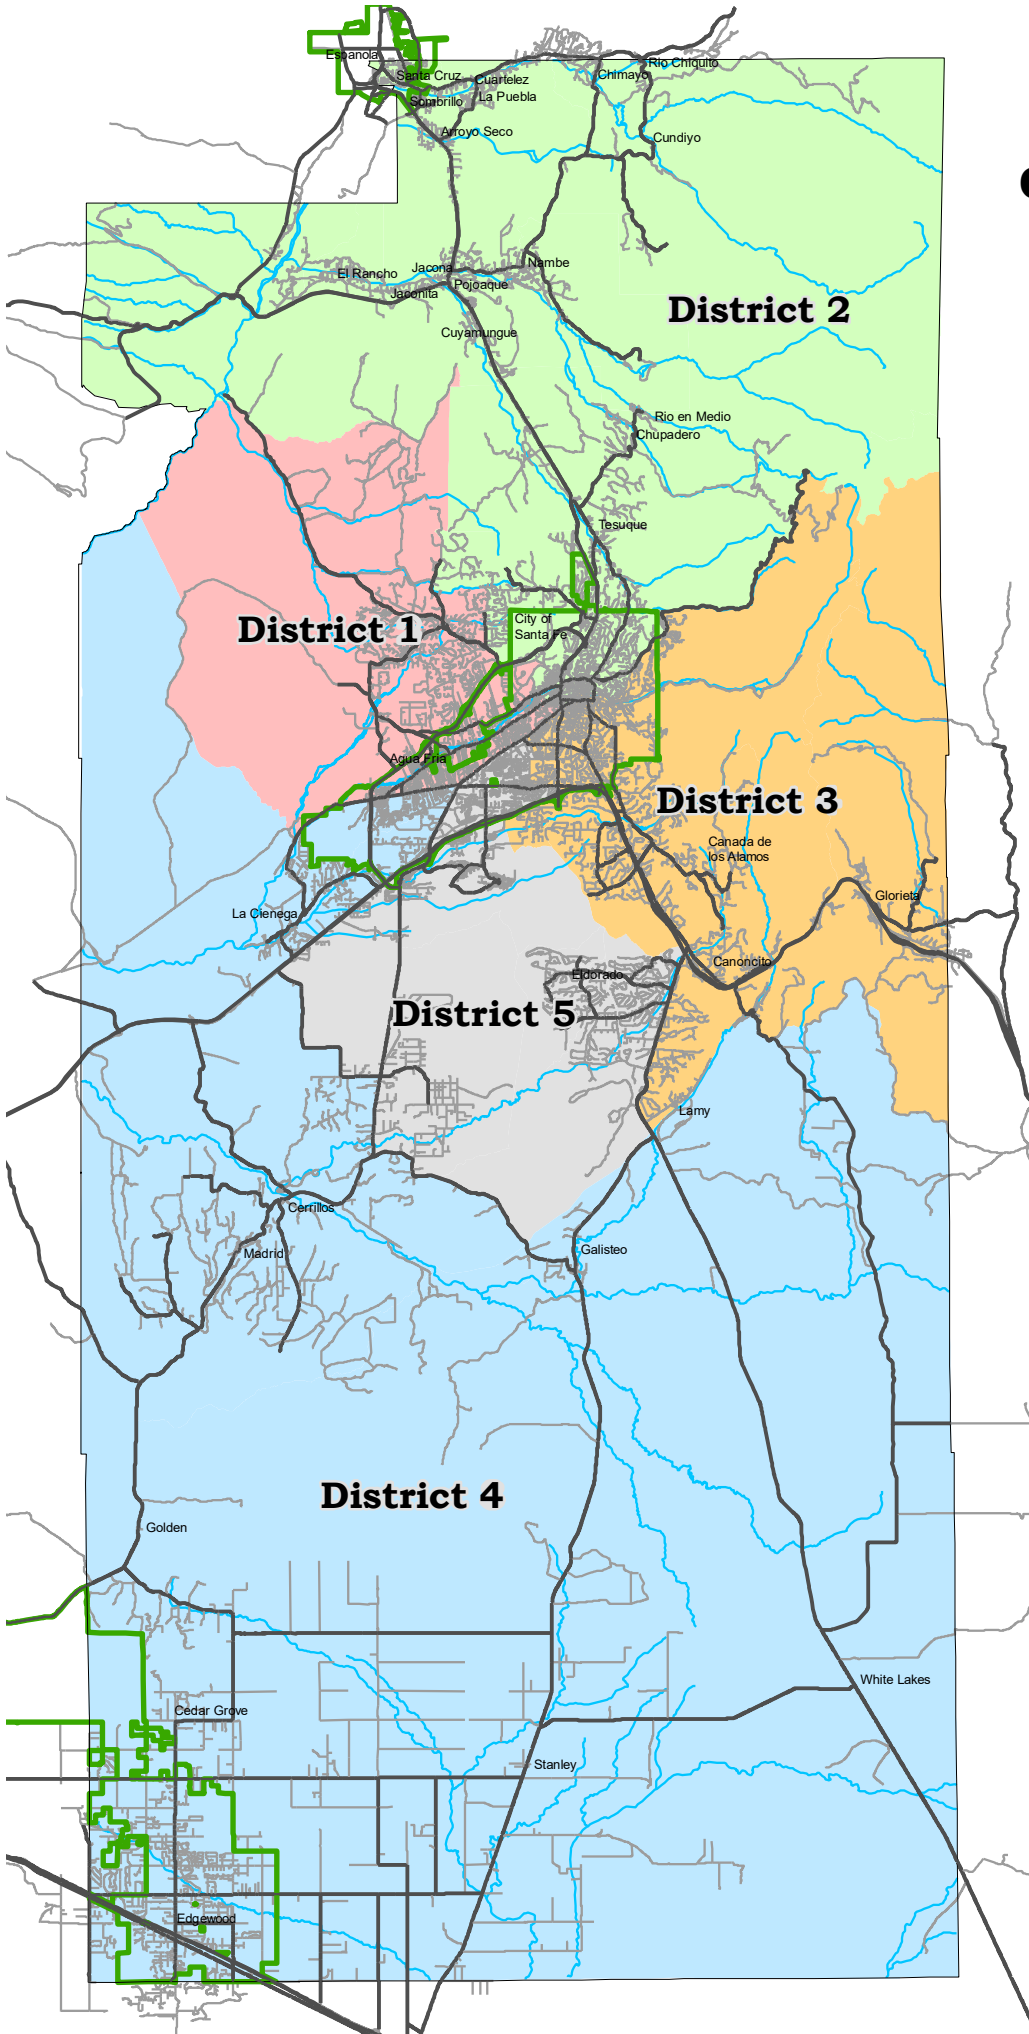 Espanola
Rio Chiquito
Santa Cruz
Cuartelez
Chimayo
La Puebla
Sombrillo
Arroyo Seco
Cundiyo
El Rancho
Jacona
Nambe
Jaconita
Pojoaque
District 2
Cuyamungue
Rio en Medio
Chupadero
Tesuque
City of
Santa Fe
District 1
Agua Fria
District 3
Canada de
los Alamos
Glorieta
La Cienega
Canoncito
Eldorado
District 5
Lamy
Cerrillos
Madrid
Galisteo
District 4
Golden
White Lakes
Cedar Grove
Stanley
Edgewood